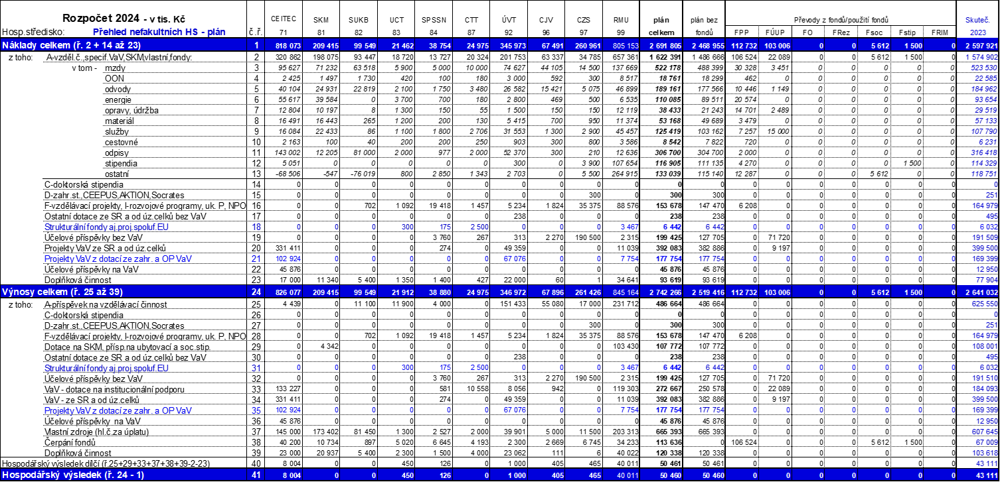 Rozpočet 2024 - v tis. Kč CEITEC SKM SUKB UCT SPSSN CTT ÚVT CJV CZS RMU plán plán bez Převody z fondů/použití fondů Skuteč.
Hosp.středisko: Přehled nefakultních HS - plán č.ř. 71 81 82 83 84 87 92 96 97 99 celkem fondů FPP FÚUP FO FRez Fsoc Fstip FRIM 2023
Náklady celkem (ř. 2 + 14 až 23) 1 818 073 209 415 99 549 21 462 38 754 24 975 345 973 67 491 260 961 805 153 2 691 805 2 468 955 112 732 103 006 0 0 5 612 1 500 0 2 597 921
z toho: A-vzděl.č.,specif.VaV,SKM,vlastní,fondy: 2 320 862 198 075 93 447 18 720 13 727 20 324 201 753 63 337 34 785 657 361 1 622 391 1 486 666 106 524 22 089 0 0 5 612 1 500 0 1 574 902
v tom - mzdy 3 95 627 71 232 63 518 5 900 5 000 10 000 74 627 44 105 14 500 137 669 522 178 488 399 30 328 3 451 0 0 0 0 0 523 530
OON 4 2 425 1 497 1 730 420 100 180 3 000 592 300 8 517 18 761 18 299 462 0 0 0 0 0 0 22 585
odvody 5 40 104 24 931 22 819 2 100 1 750 3 480 26 582 15 421 5 075 46 899 189 161 177 566 10 446 1 149 0 0 0 0 0 184 962
energie 6 55 617 39 584 0 3 700 700 180 2 800 469 500 6 535 110 085 89 511 20 574 0 0 0 0 0 0 93 654
opravy, údržba 7 12 804 10 197 8 1 300 150 55 1 500 150 150 12 119 38 433 21 243 14 701 2 489 0 0 0 0 0 29 519
materiál 8 16 491 16 443 265 1 200 200 130 5 415 700 950 11 374 53 168 49 689 3 479 0 0 0 0 0 0 57 133
služby 9 16 084 22 433 86 1 100 1 800 2 706 31 553 1 300 2 900 45 457 125 419 103 162 7 257 15 000 0 0 0 0 0 107 790
cestovné 10 2 163 100 40 200 200 250 903 300 800 3 586 8 542 7 822 720 0 0 0 0 0 0 6 231
odpisy 11 143 002 12 205 81 000 2 000 977 2 000 52 370 300 210 12 636 306 700 304 700 2 000 0 0 0 0 0 0 316 418
stipendia 12 5 051 0 0 0 0 0 300 0 3 900 107 654 116 905 111 135 4 270 0 0 0 0 1 500 0 114 329
ostatní 13 -68 506 -547 -76 019 800 2 850 1 343 2 703 0 5 500 264 915 133 039 115 140 12 287 0 0 0 5 612 0 0 118 751
C-doktorská stipendia 14 0 0 0 0 0 0 0 0 0 0 0 0 0 0 0 0 0 0 0 0
D-zahr.st.,CEEPUS,AKTION,Socrates 15 0 0 0 0 0 0 0 0 300 0 300 300 0 0 0 0 0 0 0 251
F-vzdělávací projekty, I-rozvojové programy, uk. P, NPO 16 0 0 702 1 092 19 418 1 457 5 234 1 824 35 375 88 576 153 678 147 470 6 208 0 0 0 0 0 0 164 979
Ostatní dotace ze SR a od úz.celků bez VaV 17 0 0 0 0 0 0 238 0 0 0 238 238 0 0 0 0 0 0 0 495
Strukturální fondy aj.proj.spoluf.EU 18 0 0 0 300 175 2 500 0 0 0 3 467 6 442 6 442 0 0 0 0 0 0 0 6 032
Účelové příspěvky bez VaV 19 0 0 0 0 3 760 267 313 2 270 190 500 2 315 199 425 127 705 0 71 720 0 0 0 0 0 191 509
Projekty VaV ze SR a od úz.celků 20 331 411 0 0 0 274 0 49 359 0 0 11 039 392 083 382 886 0 9 197 0 0 0 0 0 399 500
Projekty VaV z dotací ze zahr. a OP VaV 21 102 924 0 0 0 0 0 67 076 0 0 7 754 177 754 177 754 0 0 0 0 0 0 0 169 399
Účelové příspěvky na VaV 22 45 876 0 0 0 0 0 0 0 0 0 45 876 45 876 0 0 0 0 0 0 0 12 950
Doplňková činnost 23 17 000 11 340 5 400 1 350 1 400 427 22 000 60 1 34 641 93 619 93 619 0 0 0 0 0 0 0 77 904
Výnosy celkem (ř. 25 až 39) 24 826 077 209 415 99 549 21 912 38 880 24 975 346 972 67 896 261 426 845 164 2 742 266 2 519 416 112 732 103 006 0 0 5 612 1 500 0 2 641 032
z toho: A-příspěvek na vzdělávací činnost 25 4 439 0 11 100 11 900 4 000 0 151 433 55 080 17 000 231 712 486 664 486 664 0 0 0 0 0 0 0 625 550
C-doktorská stipendia 26 0 0 0 0 0 0 0 0 0 0 0 0 0 0 0 0 0 0 0 0
D-zahr.st.,CEEPUS,AKTION,Socrates 27 0 0 0 0 0 0 0 0 300 0 300 300 0 0 0 0 0 0 0 251
F-vzdělávací projekty, I-rozvojové programy, uk. P, NPO 28 0 0 702 1 092 19 418 1 457 5 234 1 824 35 375 88 576 153 678 147 470 6 208 0 0 0 0 0 0 164 979
Dotace na SKM, přísp.na ubytovací a soc.stip. 29 0 4 342 0 0 0 0 0 0 0 103 430 107 772 107 772 0 0 0 0 0 0 0 108 001
Ostatní dotace ze SR a od úz.celků bez VaV 30 0 0 0 0 0 0 238 0 0 0 238 238 0 0 0 0 0 0 0 495
Strukturální fondy aj.proj.spoluf.EU 31 0 0 0 300 175 2 500 0 0 0 3 467 6 442 6 442 0 0 0 0 0 0 0 6 032
Účelové příspěvky bez VaV 32 0 0 0 0 3 760 267 313 2 270 190 500 2 315 199 425 127 705 0 71 720 0 0 0 0 0 191 510
VaV - dotace na institucionální podporu 33 133 227 0 0 0 581 10 558 8 056 942 0 119 303 272 667 250 578 0 22 089 0 0 0 0 0 184 093
VaV - ze SR a od úz.celků 34 331 411 0 0 0 274 0 49 359 0 0 11 039 392 083 382 886 0 9 197 0 0 0 0 0 399 500
Projekty VaV z dotací ze zahr. a OP VaV 35 102 924 0 0 0 0 0 67 076 0 0 7 754 177 754 177 754 0 0 0 0 0 0 0 169 399
Účelové příspěvky na VaV 36 45 876 0 0 0 0 0 0 0 0 0 45 876 45 876 0 0 0 0 0 0 0 12 950
Vlastní zdroje (hl.č.za úplatu) 37 145 000 173 402 81 450 1 300 2 527 2 000 39 901 5 000 11 500 203 313 665 393 665 393 0 0 0 0 0 0 0 607 645
Čerpání fondů 38 40 200 10 734 897 5 020 6 645 4 193 2 300 2 669 6 745 34 233 113 636 0 106 524 0 0 0 5 612 1 500 0 67 009
Doplňková činnost 39 23 000 20 937 5 400 2 300 1 500 4 000 23 062 111 6 40 022 120 338 120 338 0 0 0 0 0 0 0 103 618
Hospodářský výsledek dílčí (ř.25+29+33+37+38+39-2-23) 40 8 004 0 0 450 126 0 1 000 405 465 40 011 50 461 50 461 0 0 0 0 0 0 0 43 111
Hospodářský výsledek (ř. 24 - 1) 41 8 004 0 0 450 126 0 1 000 405 465 40 011 50 460 50 460 0 0 0 0 0 0 0 43 111